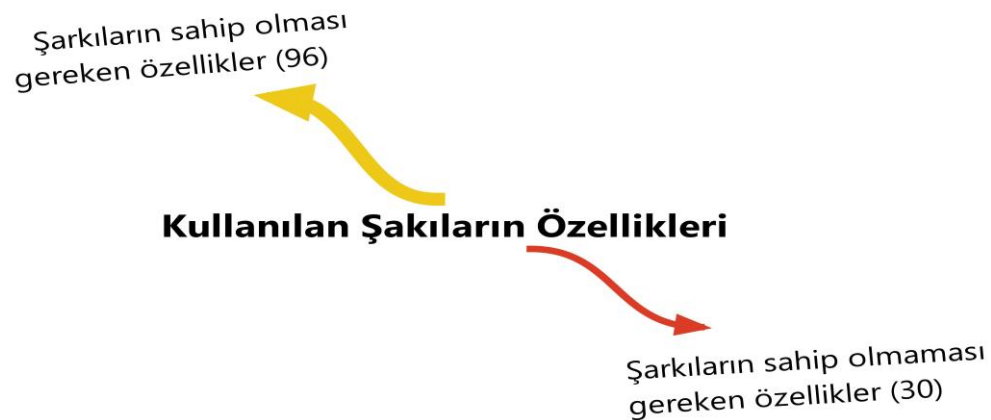 Şarkıların sahip olması
gereken özellikler (96)
Kullanılan Şakıların Özellikleri
Şarkıların sahip olmaması
gereken özellikler (30)